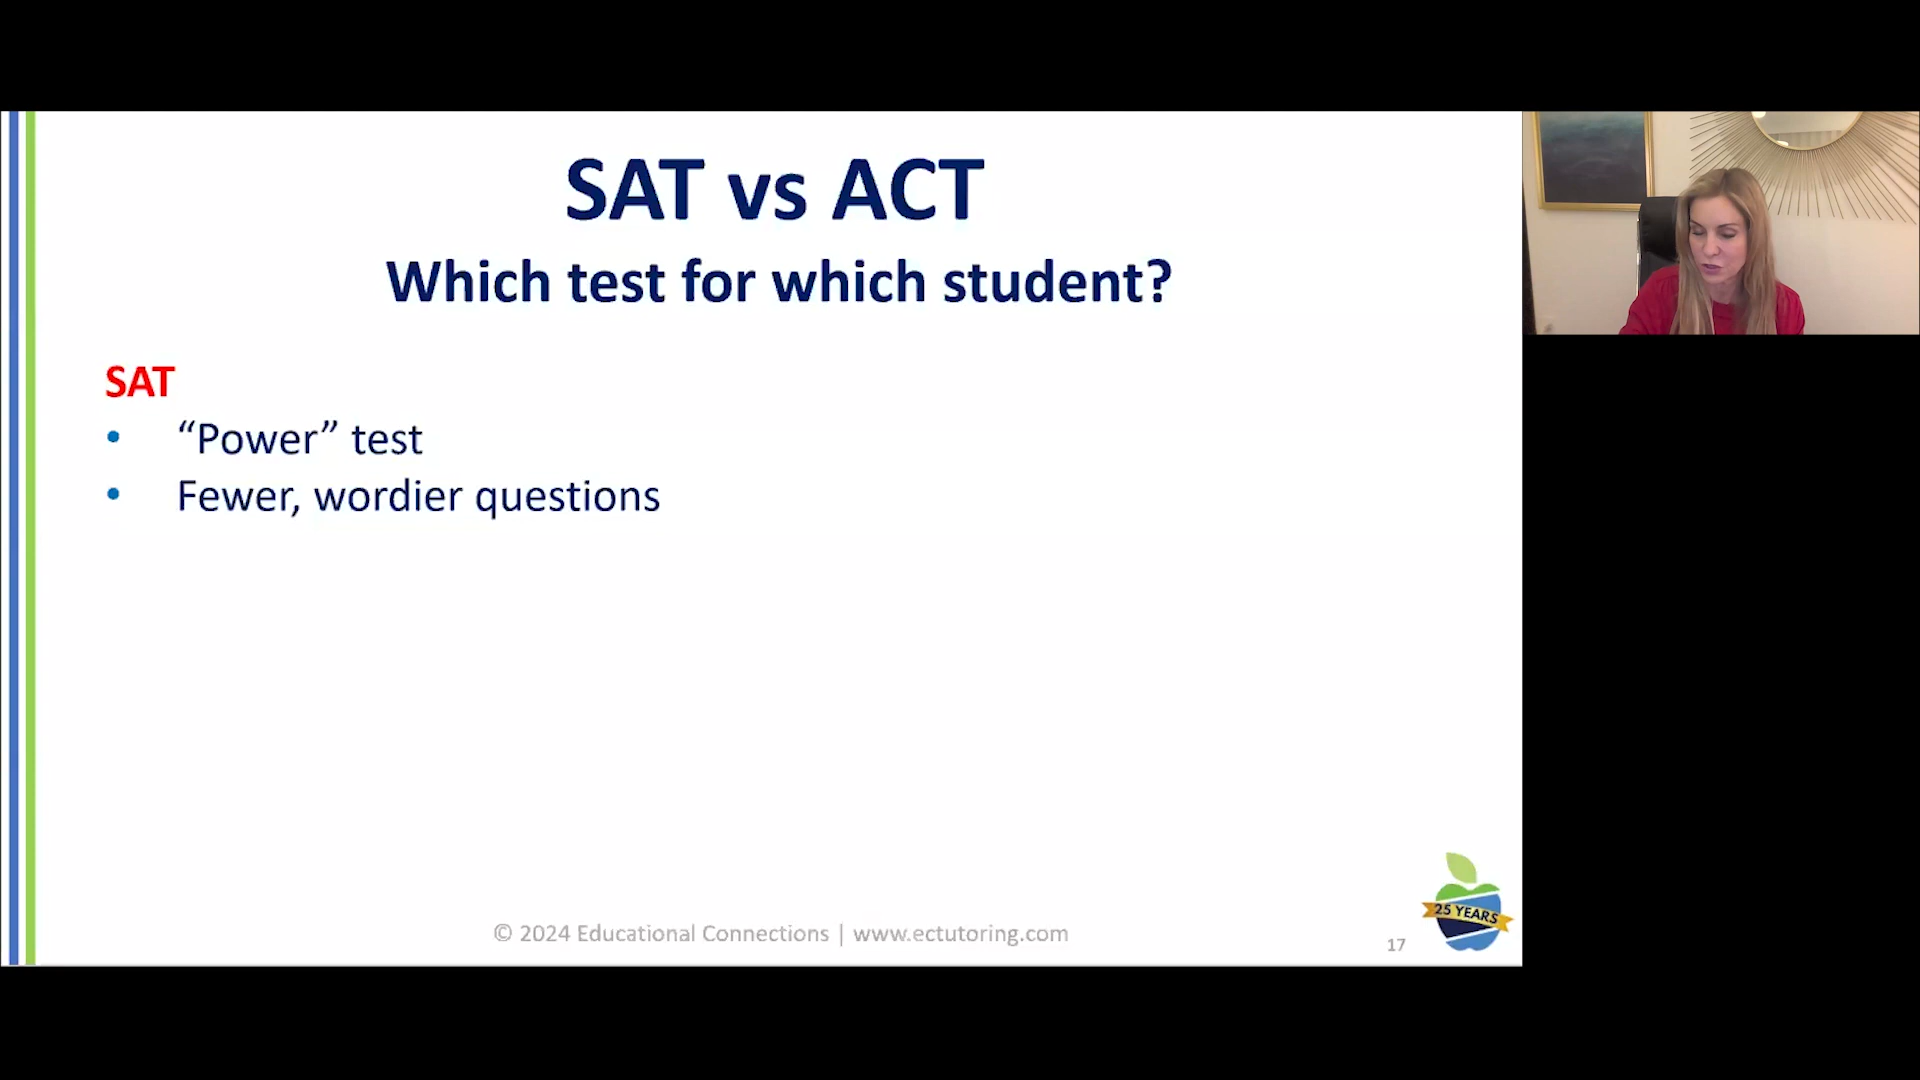 SAT vs ACT
Which test for which student?
SAT
• “Power” test
• Fewer, wordier questions
© 2024 Educational Connections | www.ectutoring.com
17
25 YEARS